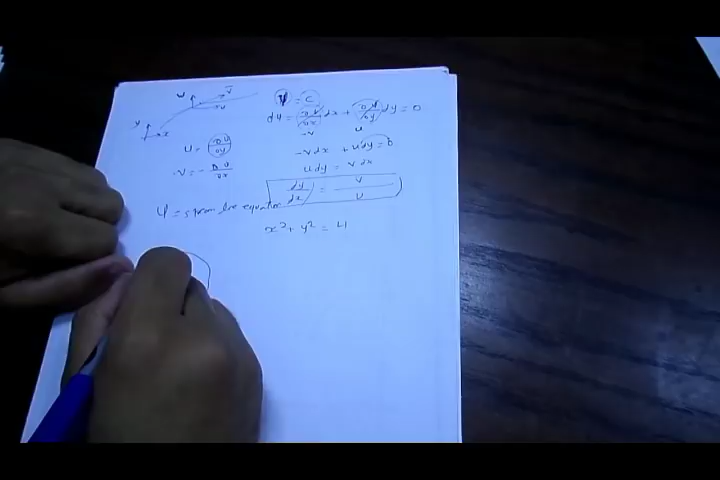 ψ = C
dψ = ∂ψ/∂x dx + ∂ψ/∂y dy = 0
-v u
y x
u = ∂ψ/∂y
-v dx + u dy = 0
-v = - ∂ψ/∂x
u dy = v dx
dy/dx = v/u
ψ = stream line equation
x² + y² = 4